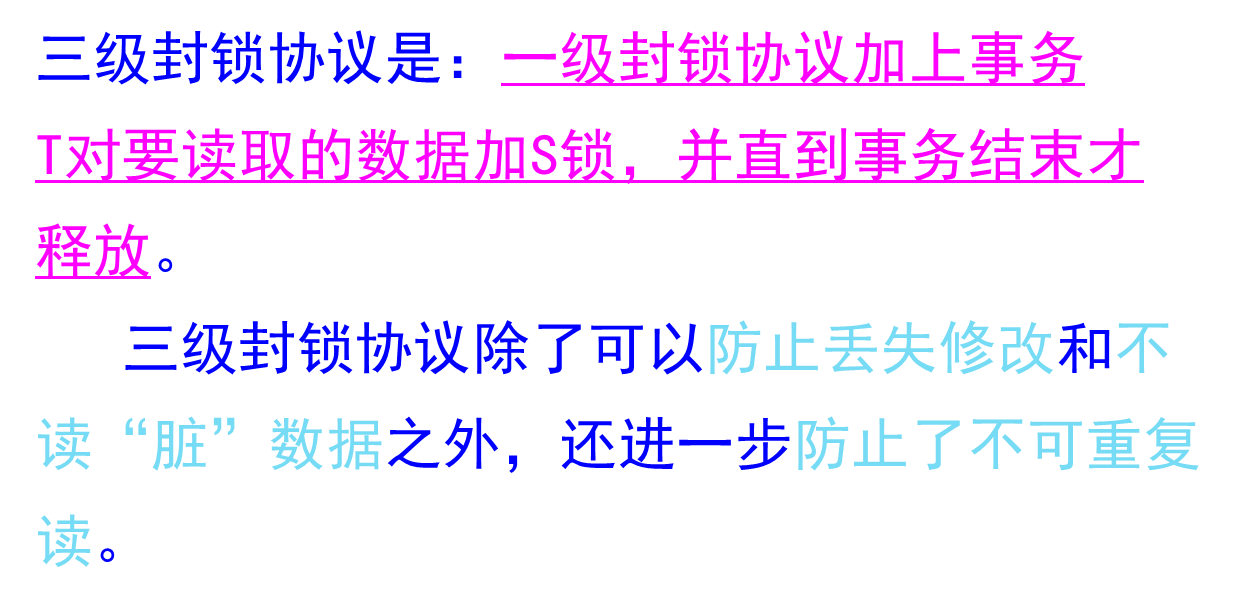 三级封锁协议是：一级封锁协议加上事务
T对要读取的数据加S锁，并直到事务结束才
释放。
三级封锁协议除了可以防止丢失修改和不
读“脏”数据之外，还进一步防止了不可重复
读。